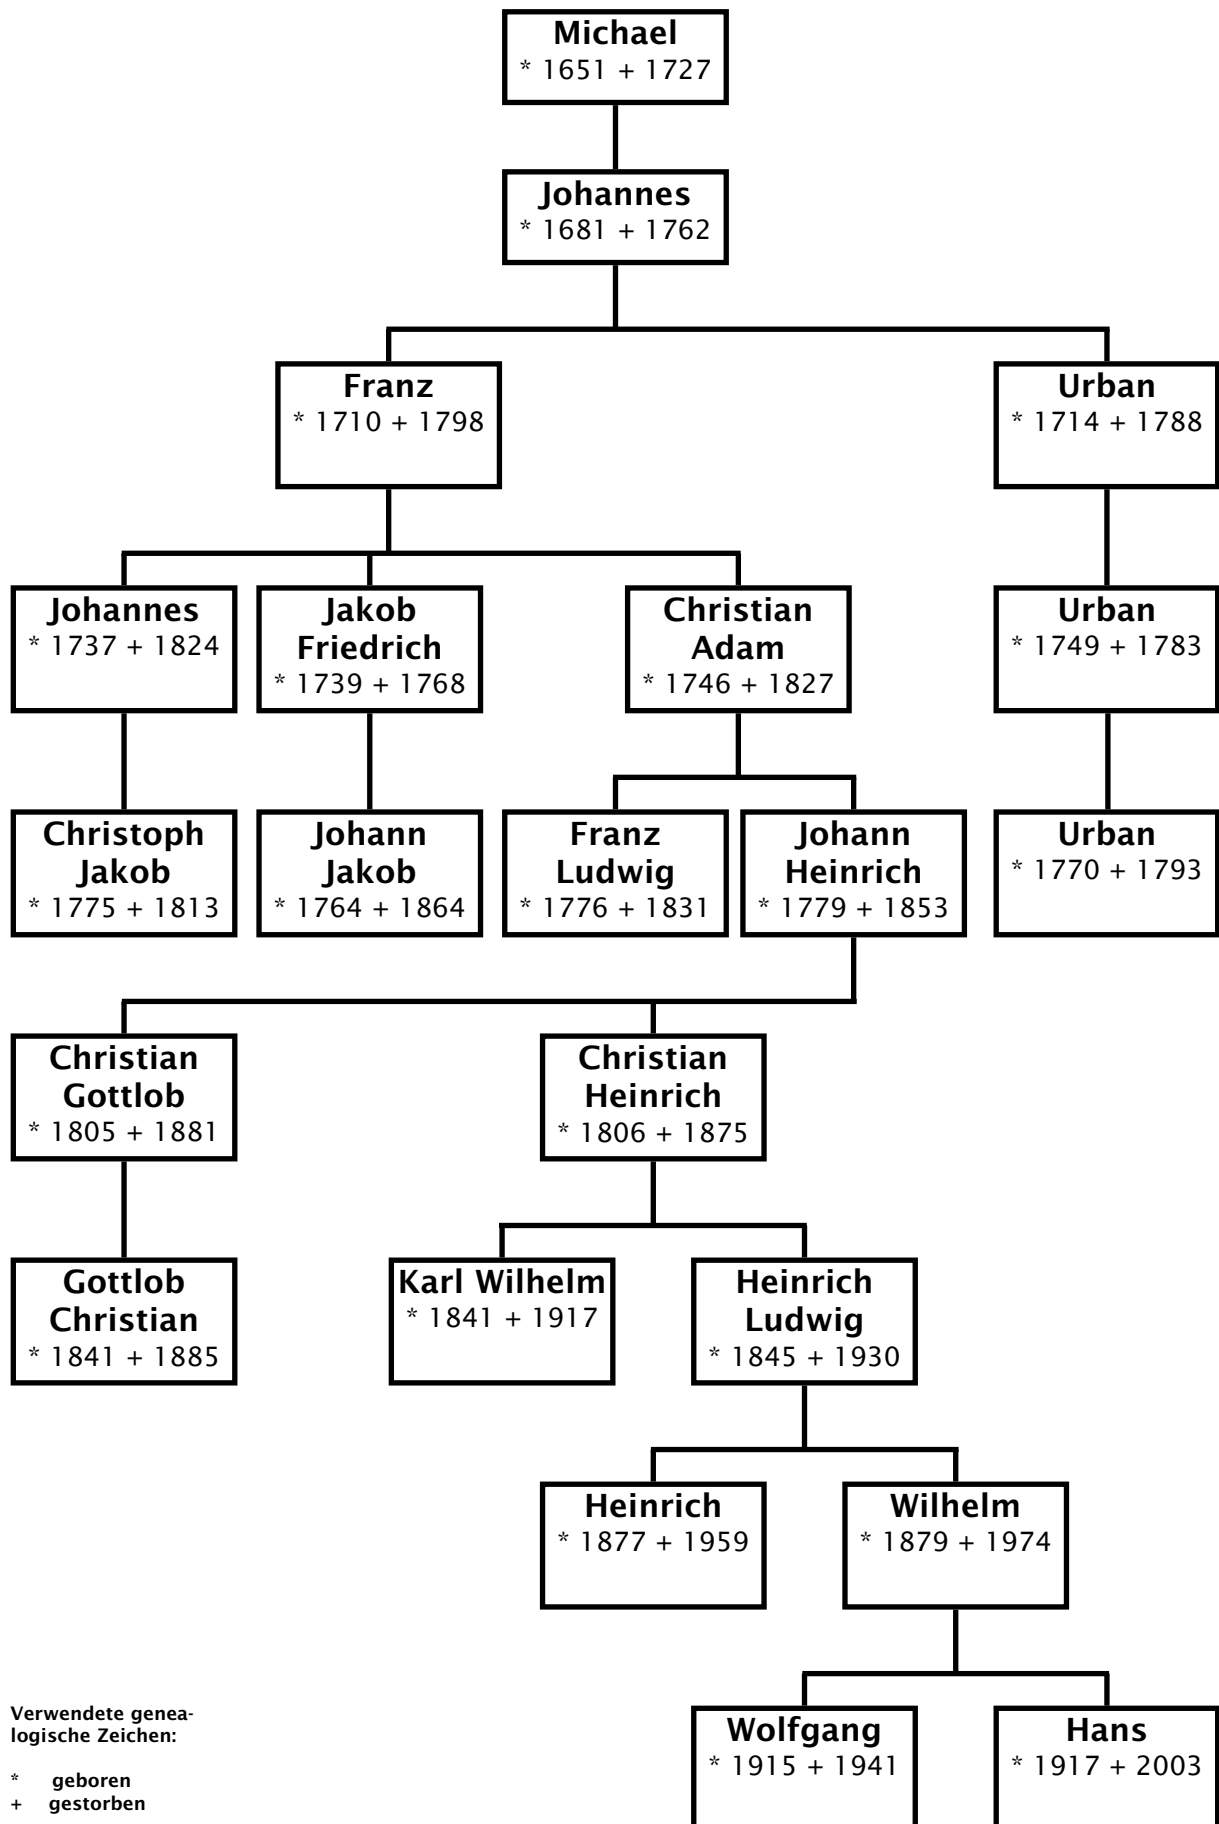 Michael
* 1651 + 1727
Johannes
* 1681 + 1762
Franz
* 1710 + 1798
Urban
* 1714 + 1788
Johannes
* 1737 + 1824
Jakob
Friedrich
* 1739 + 1768
Christian
Adam
* 1746 + 1827
Urban
* 1749 + 1783
Christoph
Jakob
* 1775 + 1813
Johann
Jakob
* 1764 + 1864
Franz
Ludwig
* 1776 + 1831
Johann
Heinrich
* 1779 + 1853
Urban
* 1770 + 1793
Christian
Gottlob
* 1805 + 1881
Christian
Heinrich
* 1806 + 1875
Gottlob
Christian
* 1841 + 1885
Karl Wilhelm
* 1841 + 1917
Heinrich
Ludwig
* 1845 + 1930
Heinrich
* 1877 + 1959
Wilhelm
* 1879 + 1974
Wolfgang
* 1915 + 1941
Hans
* 1917 + 2003
Verwendete genea-
logische Zeichen:
* geboren
+ gestorben